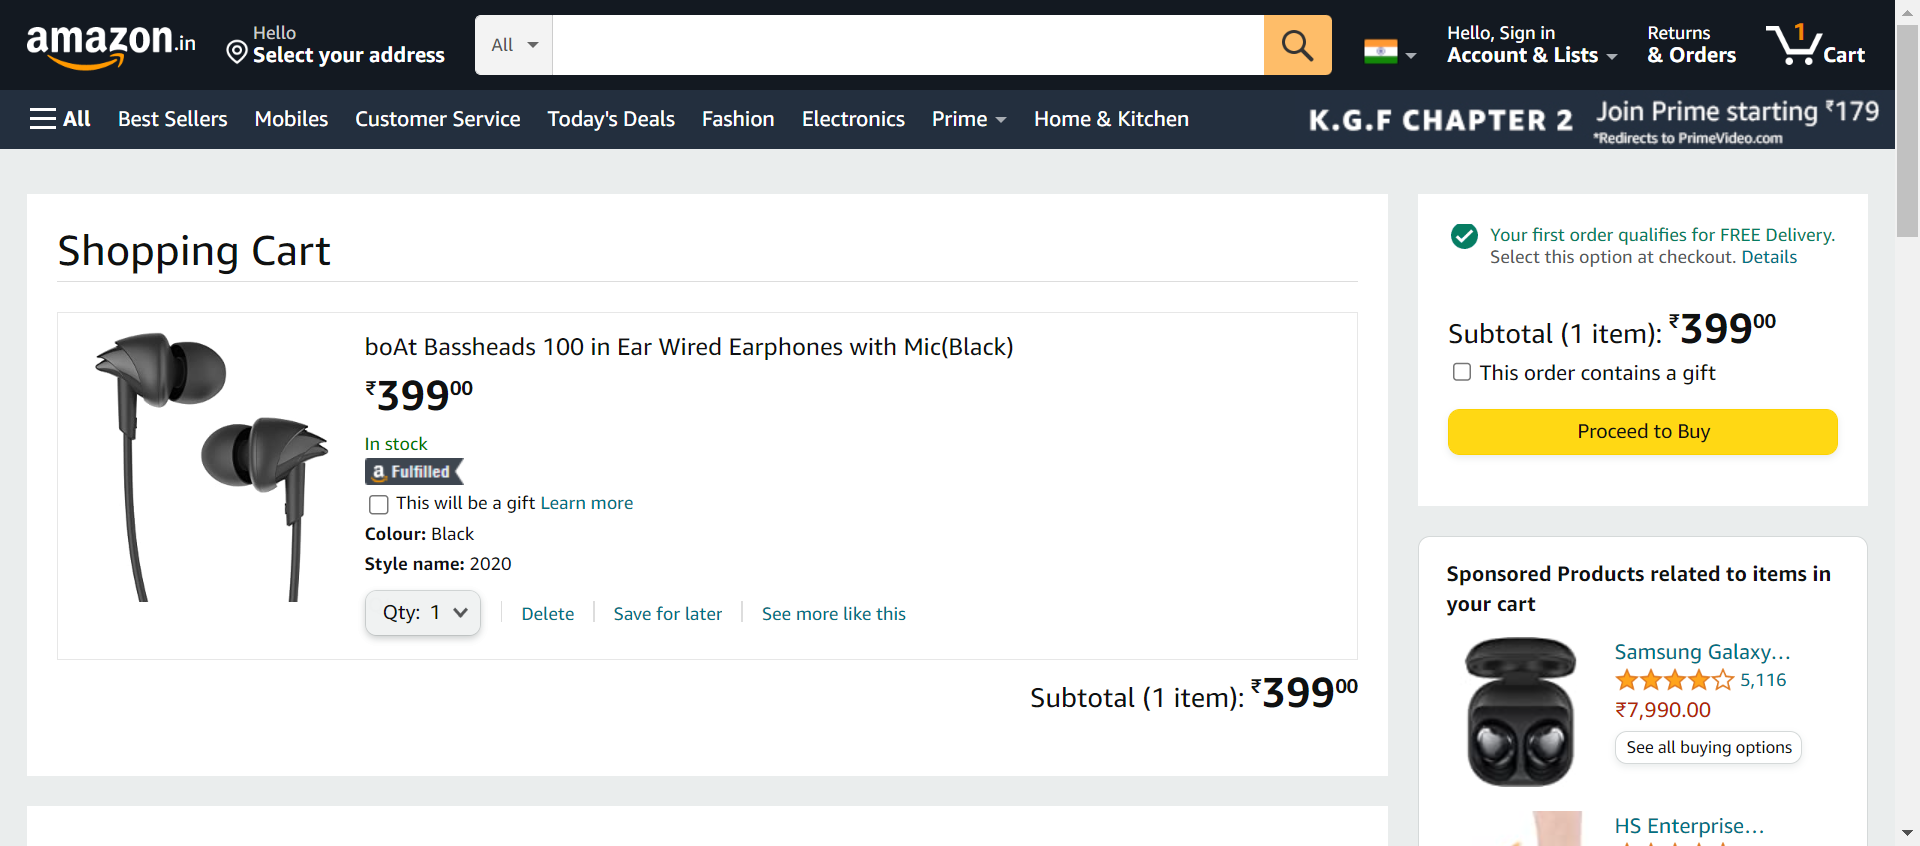 amazon.in
Hello
Select your address
All
Hello, Sign in
Account & Lists
Returns
& Orders
1
Cart
All
Best Sellers
Mobiles
Customer Service
Today's Deals
Fashion
Electronics
Prime
Home & Kitchen
K.G.F CHAPTER 2
Join Prime starting ₹179
*Redirects to PrimeVideo.com
Shopping Cart
boAt Bassheads 100 in Ear Wired Earphones with Mic(Black)
₹39900
In stock
a Fulfilled
This will be a gift Learn more
Colour: Black
Style name: 2020
Qty: 1
Delete
Save for later
See more like this
Subtotal (1 item): ₹39900
Your first order qualifies for FREE Delivery.
Select this option at checkout. Details
Subtotal (1 item): ₹39900
This order contains a gift
Proceed to Buy
Sponsored Products related to items in
your cart
Samsung Galaxy…
5,116
₹7,990.00
See all buying options
HS Enterprise…